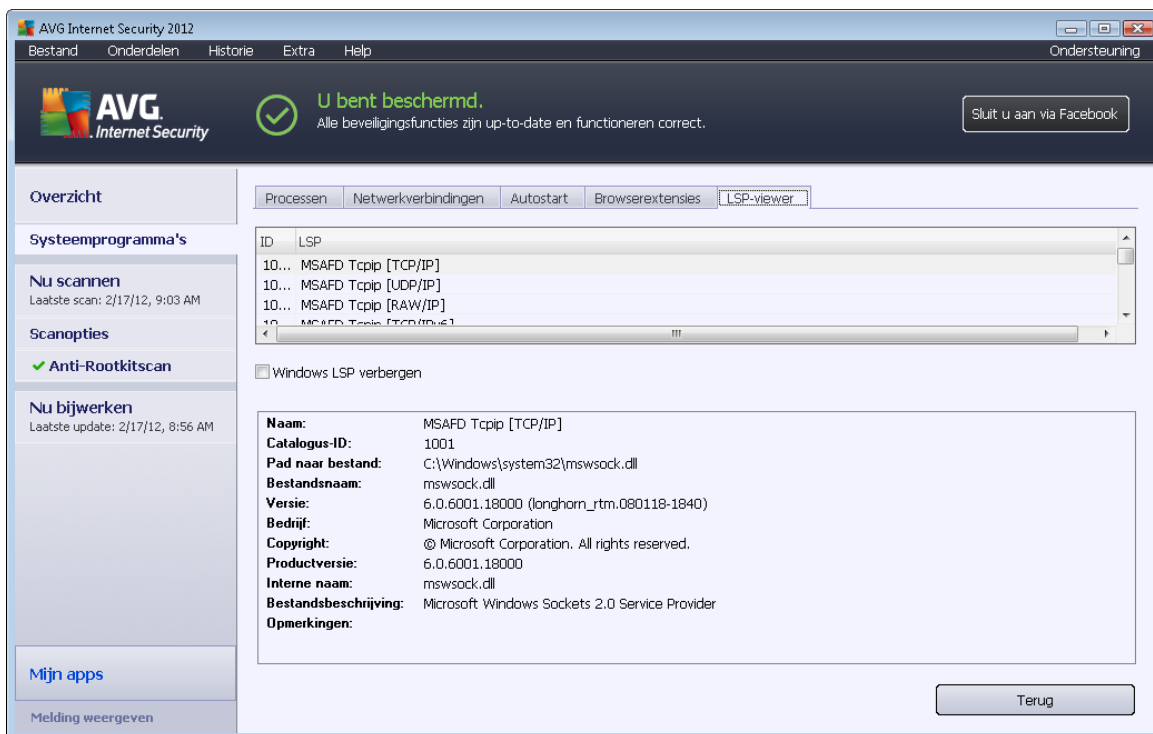 AVG Internet Security 2012
Bestand Onderdelen Historie Extra Help Ondersteuning
AVG.
Internet Security
U bent beschermd.
Alle beveiligingsfuncties zijn up-to-date en functioneren correct.
Sluit u aan via Facebook
Overzicht
Systeemprogramma's
Nu scannen
Laatste scan: 2/17/12, 9:03 AM
Scanopties
Anti-Rootkitscan
Nu bijwerken
Laatste update: 2/17/12, 8:56 AM
Mijn apps
Melding weergeven
Processen Netwerkverbindingen Autostart Browserextensies LSP-viewer
ID LSP
10... MSAFD Tcpip [TCP/IP]
10... MSAFD Tcpip [UDP/IP]
10... MSAFD Tcpip [RAW/IP]
10... MSAFD Tcpip [TCP/IPv6]
Windows LSP verbergen
Naam: MSAFD Tcpip [TCP/IP]
Catalogus-ID: 1001
Pad naar bestand: C:\Windows\system32\mswsock.dll
Bestandsnaam: mswsock.dll
Versie: 6.0.6001.18000 (longhorn_rtm.080118-1840)
Bedrijf: Microsoft Corporation
Copyright: © Microsoft Corporation. All rights reserved.
Productversie: 6.0.6001.18000
Interne naam: mswsock.dll
Bestandsbeschrijving: Microsoft Windows Sockets 2.0 Service Provider
Opmerkingen:
Terug